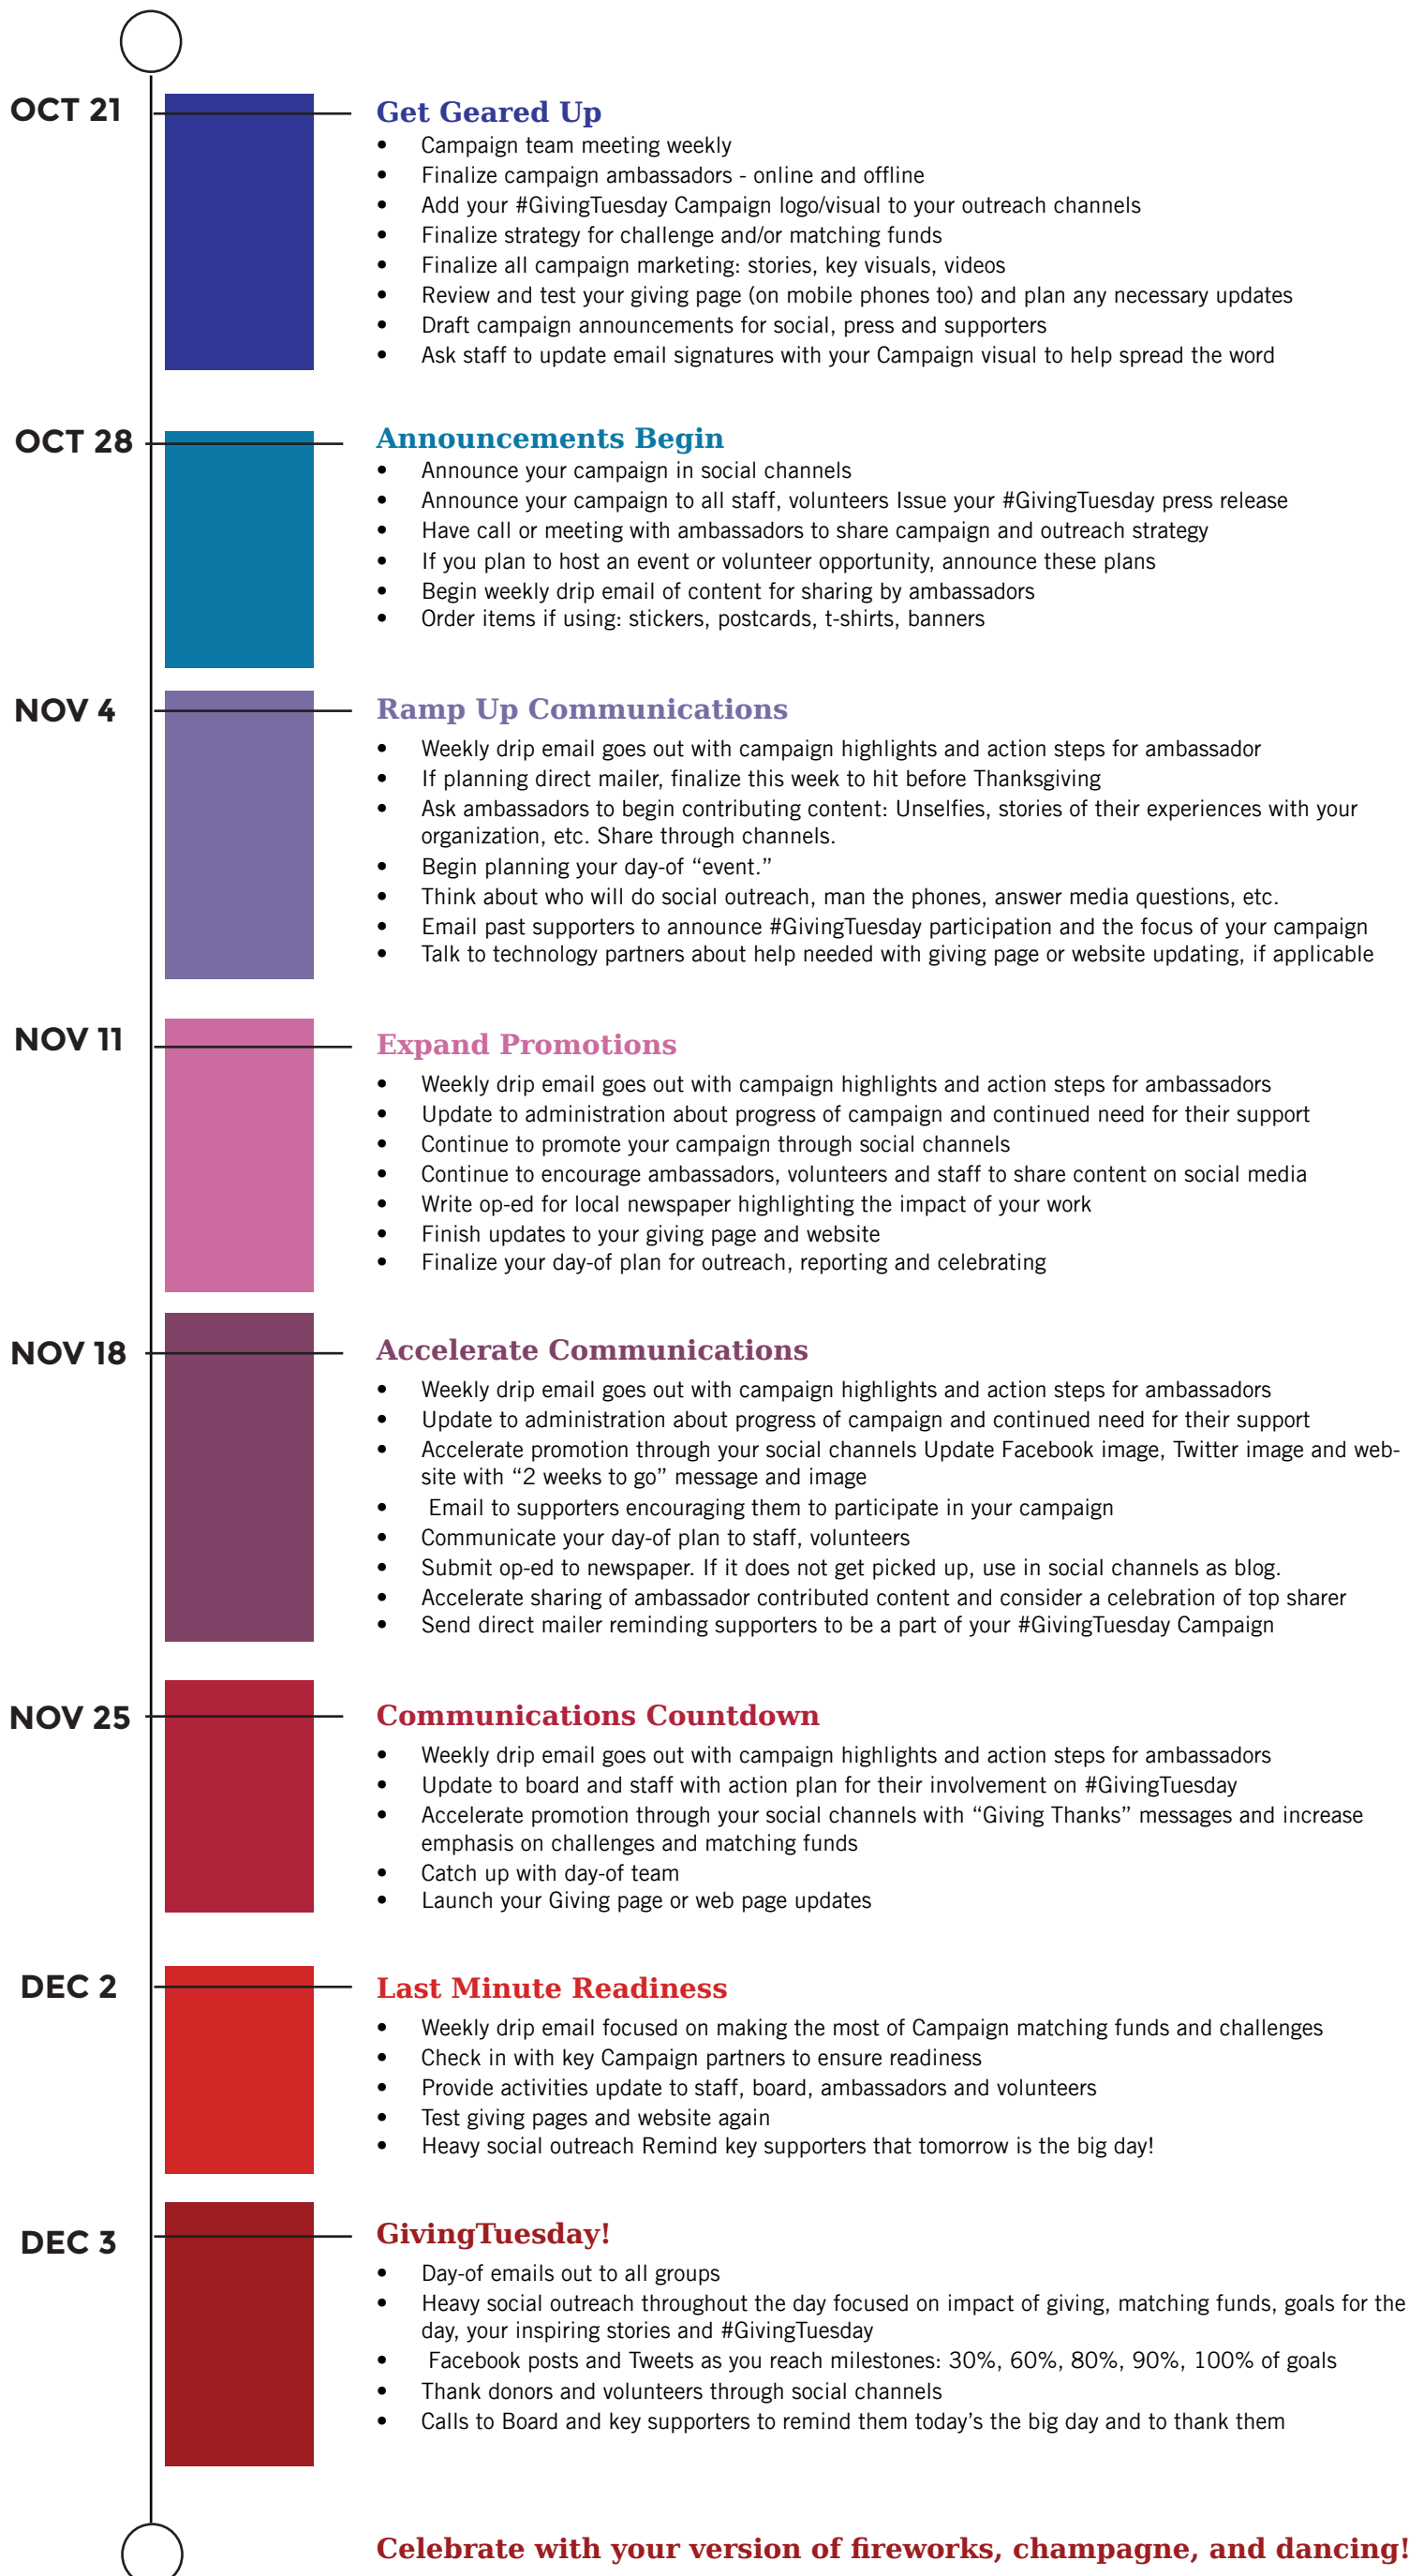 OCT 21
Get Geared Up
• Campaign team meeting weekly
• Finalize campaign ambassadors - online and offline
• Add your #GivingTuesday Campaign logo/visual to your outreach channels
• Finalize strategy for challenge and/or matching funds
• Finalize all campaign marketing: stories, key visuals, videos
• Review and test your giving page (on mobile phones too) and plan any necessary updates
• Draft campaign announcements for social, press and supporters
• Ask staff to update email signatures with your Campaign visual to help spread the word
OCT 28
Announcements Begin
• Announce your campaign in social channels
• Announce your campaign to all staff, volunteers Issue your #GivingTuesday press release
• Have call or meeting with ambassadors to share campaign and outreach strategy
• If you plan to host an event or volunteer opportunity, announce these plans
• Begin weekly drip email of content for sharing by ambassadors
• Order items if using: stickers, postcards, t-shirts, banners
NOV 4
Ramp Up Communications
• Weekly drip email goes out with campaign highlights and action steps for ambassador
• If planning direct mailer, finalize this week to hit before Thanksgiving
• Ask ambassadors to begin contributing content: Unselfies, stories of their experiences with your
organization, etc. Share through channels.
• Begin planning your day-of “event.”
• Think about who will do social outreach, man the phones, answer media questions, etc.
• Email past supporters to announce #GivingTuesday participation and the focus of your campaign
• Talk to technology partners about help needed with giving page or website updating, if applicable
NOV 11
Expand Promotions
• Weekly drip email goes out with campaign highlights and action steps for ambassadors
• Update to administration about progress of campaign and continued need for their support
• Continue to promote your campaign through social channels
• Continue to encourage ambassadors, volunteers and staff to share content on social media
• Write op-ed for local newspaper highlighting the impact of your work
• Finish updates to your giving page and website
• Finalize your day-of plan for outreach, reporting and celebrating
NOV 18
Accelerate Communications
• Weekly drip email goes out with campaign highlights and action steps for ambassadors
• Update to administration about progress of campaign and continued need for their support
• Accelerate promotion through your social channels Update Facebook image, Twitter image and web-
site with “2 weeks to go” message and image
• Email to supporters encouraging them to participate in your campaign
• Communicate your day-of plan to staff, volunteers
• Submit op-ed to newspaper. If it does not get picked up, use in social channels as blog.
• Accelerate sharing of ambassador contributed content and consider a celebration of top sharer
• Send direct mailer reminding supporters to be a part of your #GivingTuesday Campaign
NOV 25
Communications Countdown
• Weekly drip email goes out with campaign highlights and action steps for ambassadors
• Update to board and staff with action plan for their involvement on #GivingTuesday
• Accelerate promotion through your social channels with “Giving Thanks” messages and increase
emphasis on challenges and matching funds
• Catch up with day-of team
• Launch your Giving page or web page updates
DEC 2
Last Minute Readiness
• Weekly drip email focused on making the most of Campaign matching funds and challenges
• Check in with key Campaign partners to ensure readiness
• Provide activities update to staff, board, ambassadors and volunteers
• Test giving pages and website again
• Heavy social outreach Remind key supporters that tomorrow is the big day!
DEC 3
GivingTuesday!
• Day-of emails out to all groups
• Heavy social outreach throughout the day focused on impact of giving, matching funds, goals for the
day, your inspiring stories and #GivingTuesday
• Facebook posts and Tweets as you reach milestones: 30%, 60%, 80%, 90%, 100% of goals
• Thank donors and volunteers through social channels
• Calls to Board and key supporters to remind them today’s the big day and to thank them
Celebrate with your version of fireworks, champagne, and dancing!